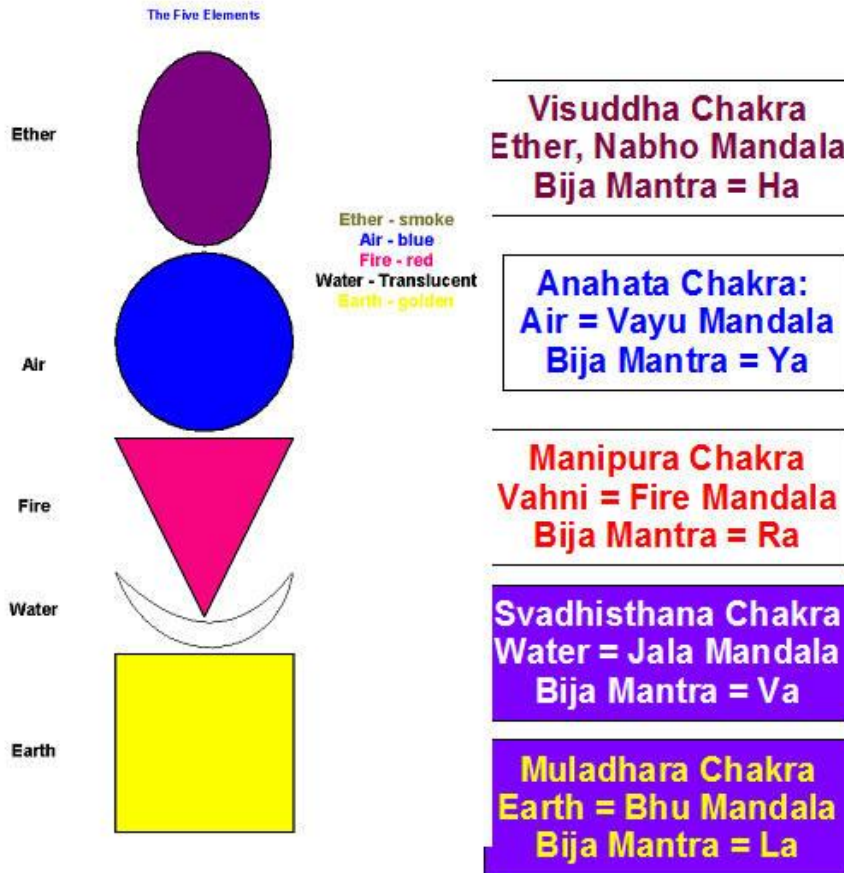 The Five Elements
Ether
Air
Fire
Water
Earth
Ether - smoke
Air - blue
Fire - red
Water - Translucent
Earth - golden
Visuddha Chakra
Ether, Nabho Mandala
Bija Mantra = Ha
Anahata Chakra:
Air = Vayu Mandala
Bija Mantra = Ya
Manipura Chakra
Vahni = Fire Mandala
Bija Mantra = Ra
Svadhisthana Chakra
Water = Jala Mandala
Bija Mantra = Va
Muladhara Chakra
Earth = Bhu Mandala
Bija Mantra = La